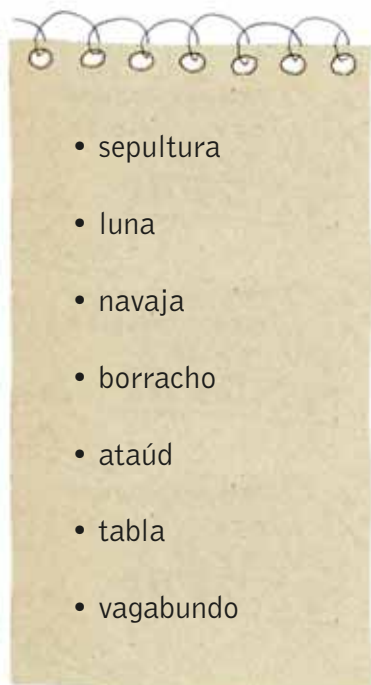 • sepultura
• luna
• navaja
• borracho
• ataúd
• tabla
• vagabundo